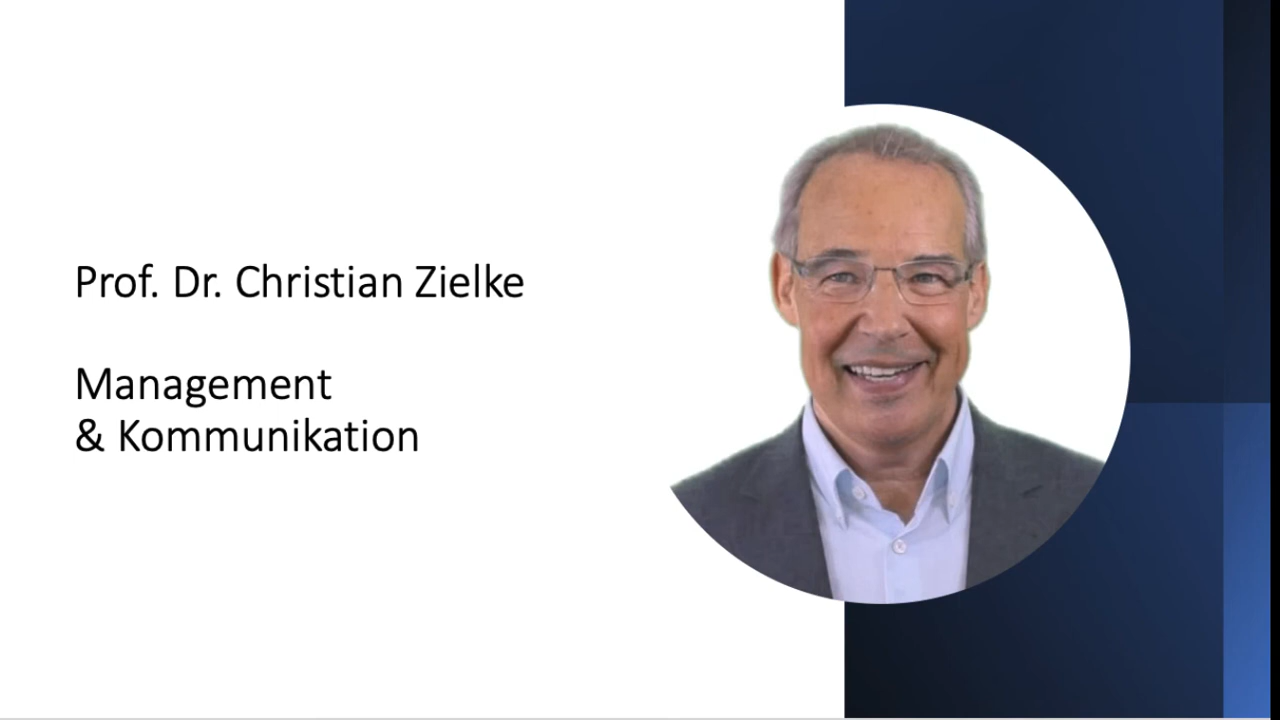 Prof. Dr. Christian Zielke
Management
& Kommunikation